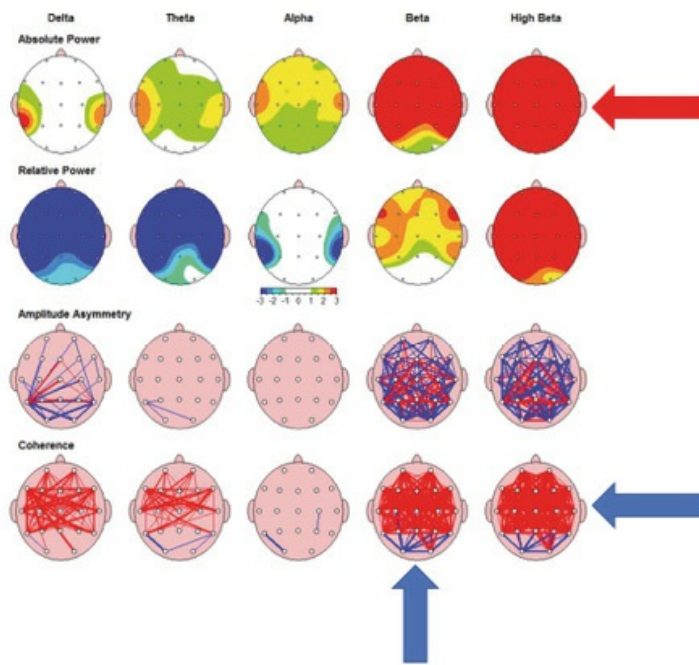 Delta Theta Alpha Beta High Beta
Absolute Power
Relative Power
-3 -2 -1 0 1 2 3
Amplitude Asymmetry
Coherence